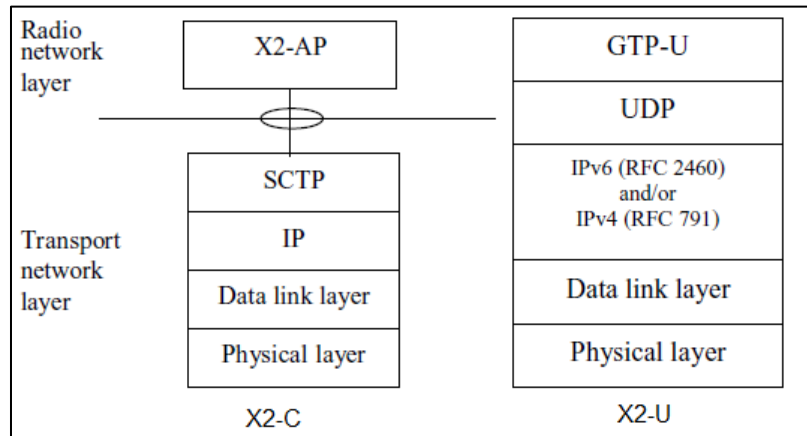 Radio
network
layer
X2-AP
SCTP
IP
Transport
network
layer
Data link layer
Physical layer
X2-C
GTP-U
UDP
IPv6 (RFC 2460)
and/or
IPv4 (RFC 791)
Data link layer
Physical layer
X2-U